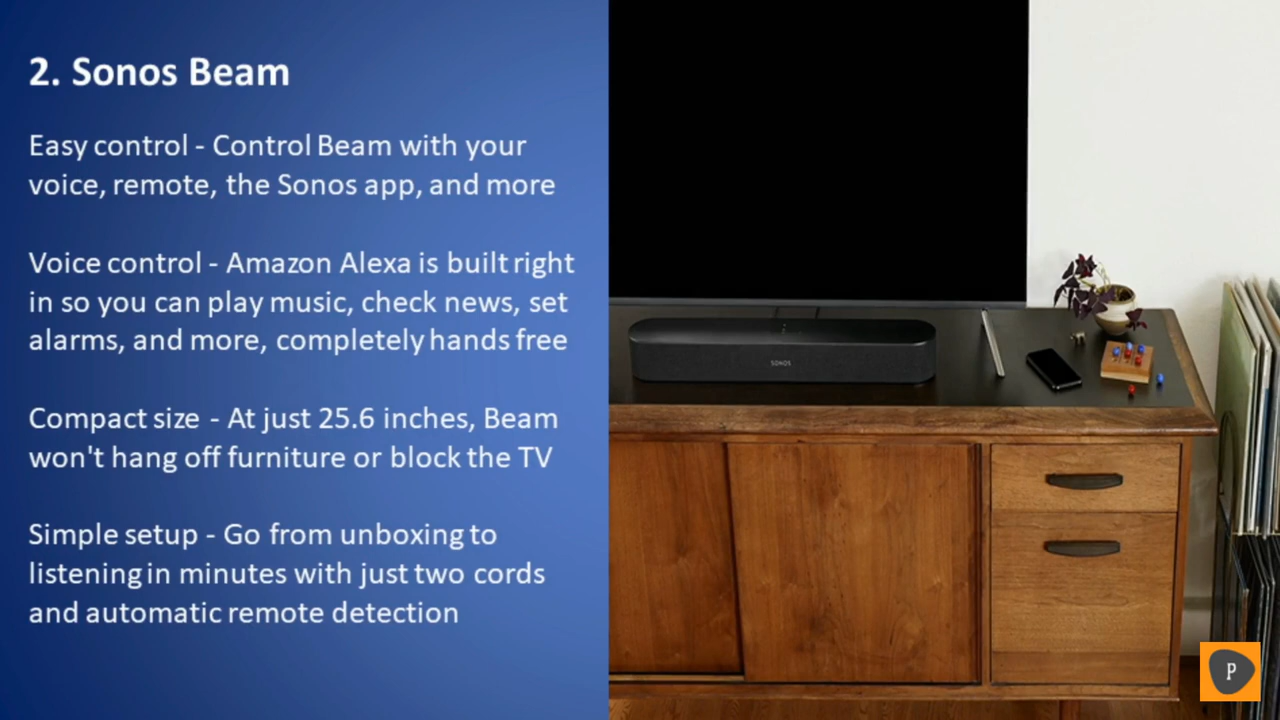 2. Sonos Beam
Easy control - Control Beam with your
voice, remote, the Sonos app, and more
Voice control - Amazon Alexa is built right
in so you can play music, check news, set
alarms, and more, completely hands free
Compact size - At just 25.6 inches, Beam
won't hang off furniture or block the TV
Simple setup - Go from unboxing to
listening in minutes with just two cords
and automatic remote detection
SONOS
P